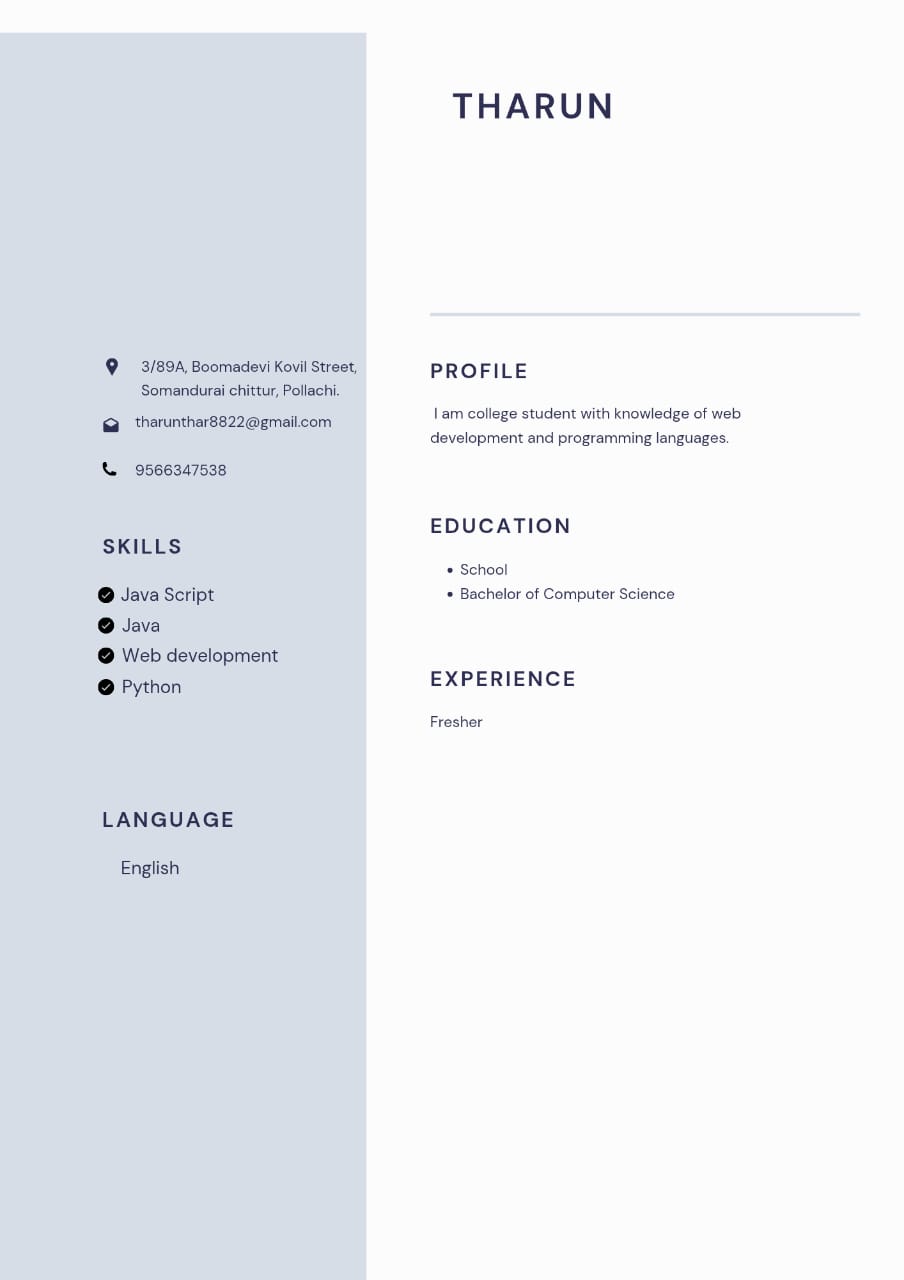 THARUN
3/89A, Boomadevi Kovil Street,
Somandurai chittur, Pollachi.
tharunthar8822@gmail.com
9566347538
SKILLS
Java Script
Java
Web development
Python
LANGUAGE
English
PROFILE
I am college student with knowledge of web
development and programming languages.
EDUCATION
• School
• Bachelor of Computer Science
EXPERIENCE
Fresher